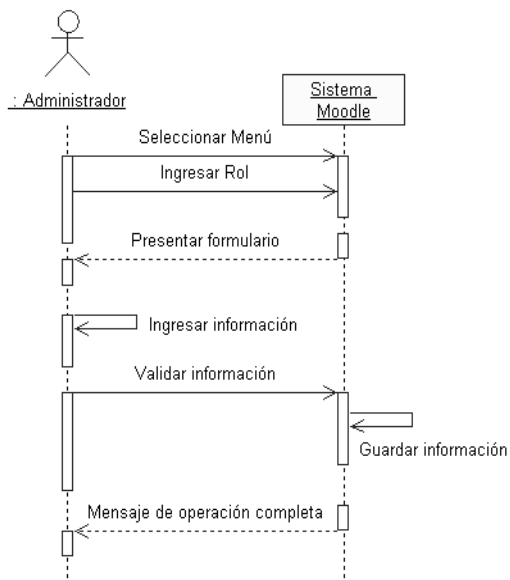 : Administrador
Sistema
Moodle
Seleccionar Menú
Ingresar Rol
Presentar formulario
Ingresar información
Validar información
Guardar información
Mensaje de operación completa